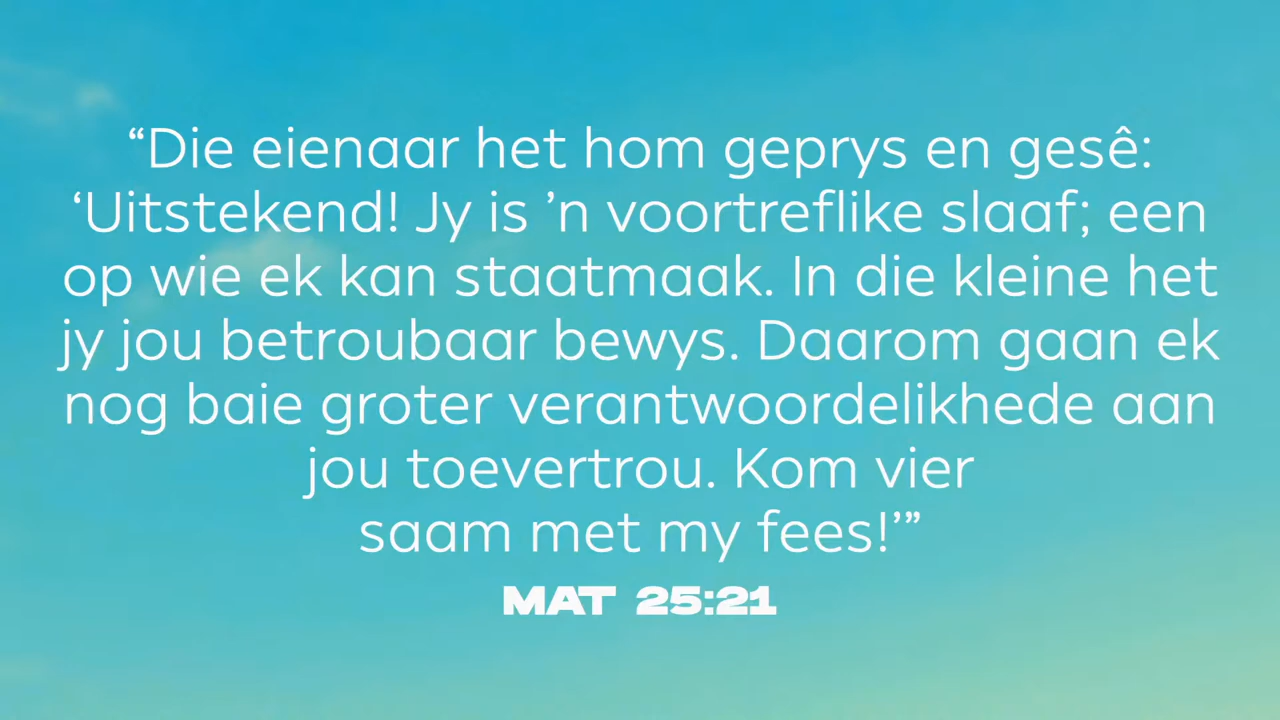 “Die eienaar het hom geprys en gesê:
‘Uitstekend! Jy is ’n voortreflike slaaf; een
op wie ek kan staatmaak. In die kleine het
jy jou betroubaar bewys. Daarom gaan ek
nog baie groter verantwoordelikhede aan
jou toevertrou. Kom vier
saam met my fees!’”
MAT 25:21